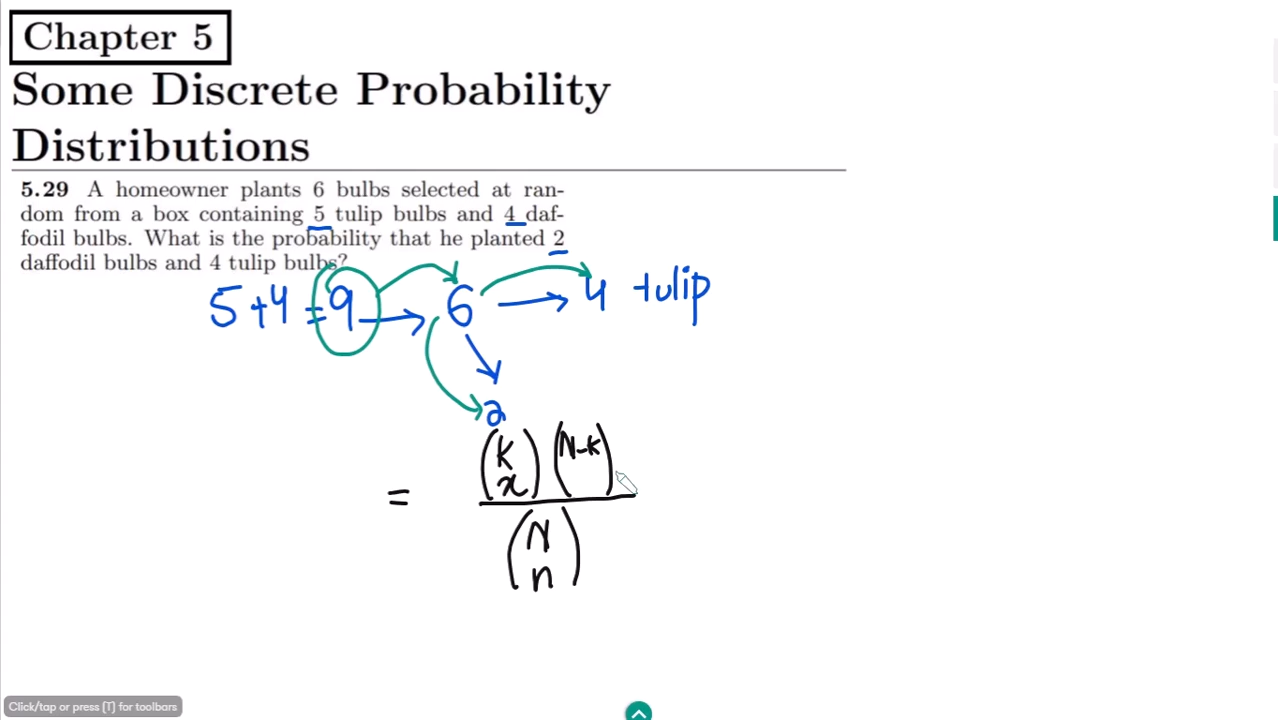 Chapter 5
Some Discrete Probability
Distributions
5.29 A homeowner plants 6 bulbs selected at ran-
dom from a box containing 5 tulip bulbs and 4 daf-
fodil bulbs. What is the probability that he planted 2
daffodil bulbs and 4 tulip bulbs?
5+4 = 9 → 6 → 4 tulip
2
= (K x) (N-K)
(N n)
Click/tap or press [T] for toolbars